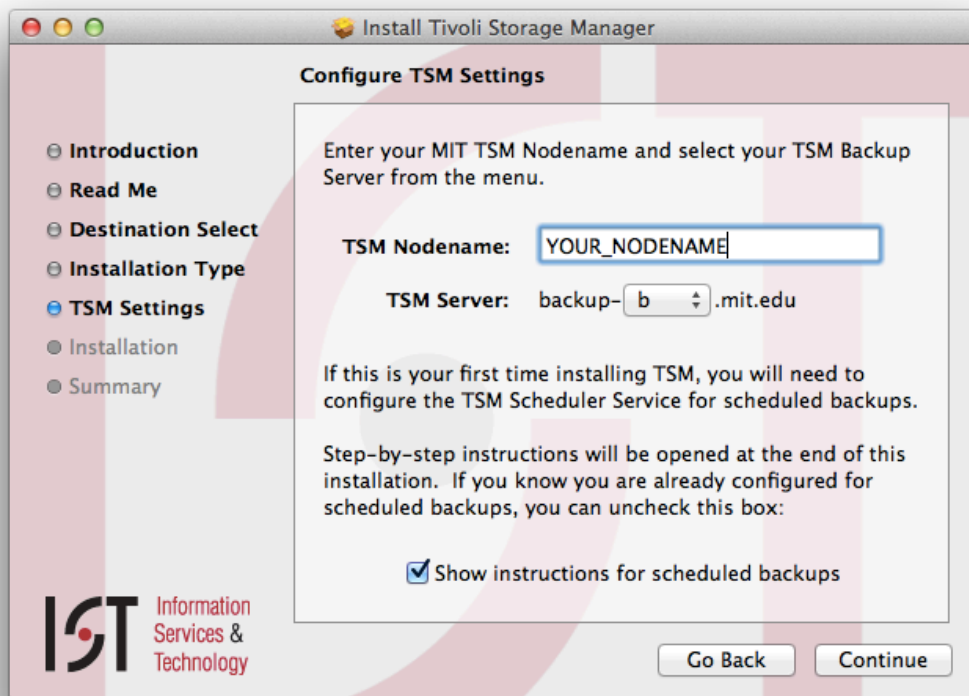 Install Tivoli Storage Manager
Configure TSM Settings
Introduction
Read Me
Destination Select
Installation Type
TSM Settings
Installation
Summary
Enter your MIT TSM Nodename and select your TSM Backup
Server from the menu.
TSM Nodename: YOUR_NODENAME
TSM Server: backup- b .mit.edu
If this is your first time installing TSM, you will need to
configure the TSM Scheduler Service for scheduled backups.
Step-by-step instructions will be opened at the end of this
installation.  If you know you are already configured for
scheduled backups, you can uncheck this box:
Show instructions for scheduled backups
IST
Information
Services &
Technology
Go Back Continue